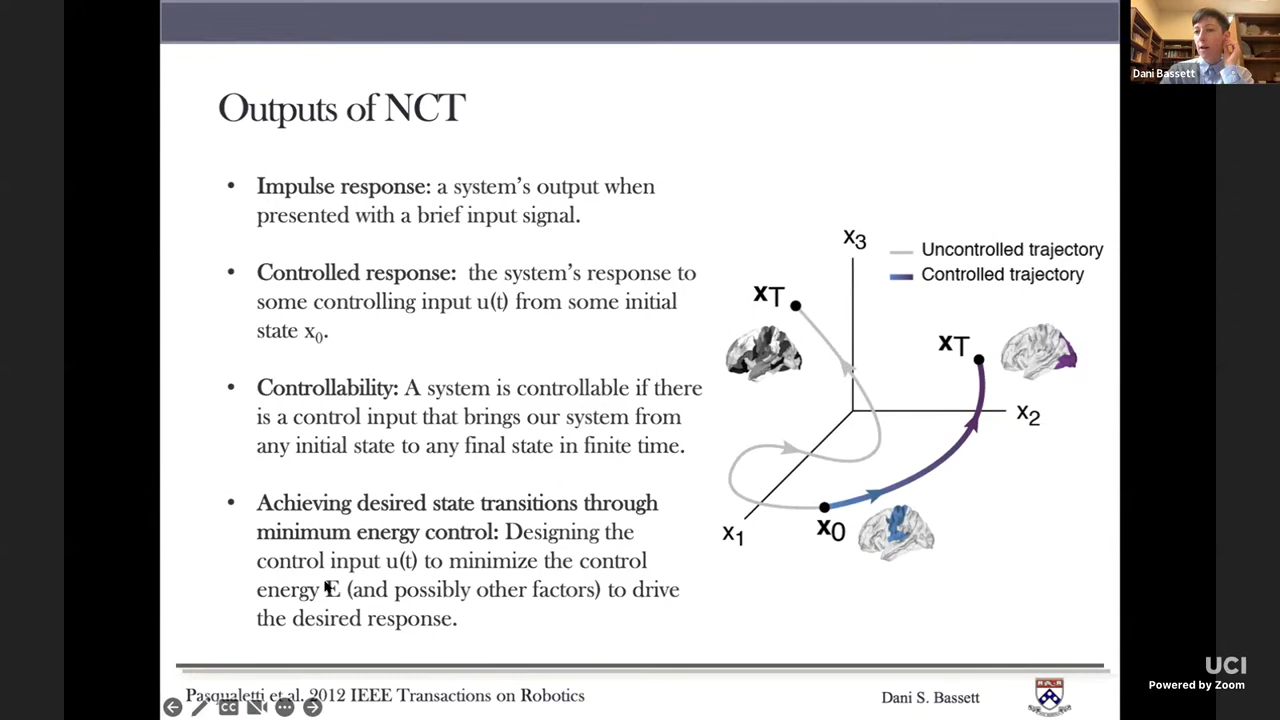 Dani Bassett
Outputs of NCT
• Impulse response: a system's output when
presented with a brief input signal.
• Controlled response: the system's response to
some controlling input u(t) from some initial
state x0.
• Controllability: A system is controllable if there
is a control input that brings our system from
any initial state to any final state in finite time.
• Achieving desired state transitions through
minimum energy control: Designing the
control input u(t) to minimize the control
energy E (and possibly other factors) to drive
the desired response.
x3
Uncontrolled trajectory
Controlled trajectory
xT
xT
x2
x1
x0
UCI
Powered by Zoom
Pasqualetti et al. 2012 IEEE Transactions on Robotics
Dani S. Bassett
CC